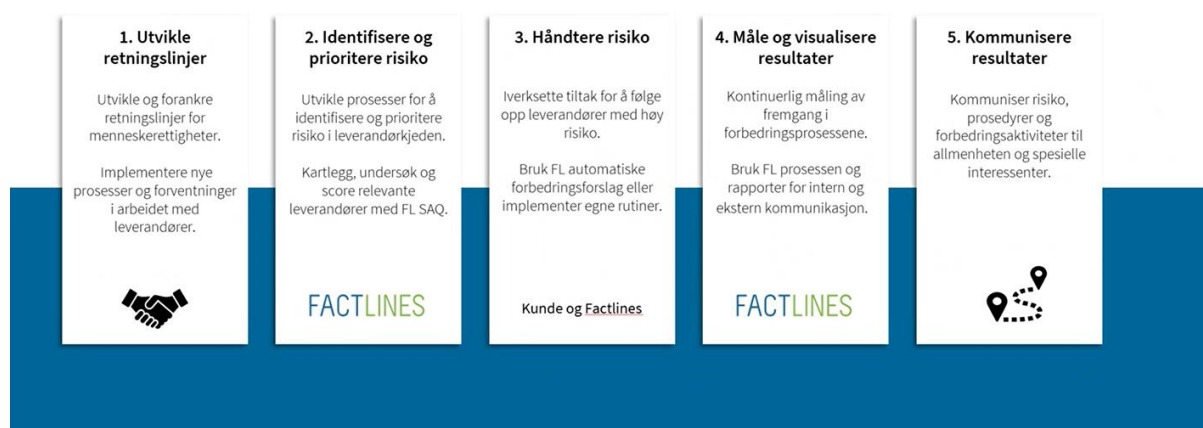 1. Utvikle
retningslinjer
Utvikle og forankre
retningslinjer for
menneskerettigheter.
Implementere nye
prosesser og forventninger
i arbeidet med
leverandører.
2. Identifisere og
prioritere risiko
Utvikle prosesser for å
identifisere og prioritere
risiko i leverandørkjeden.
Kartlegg, undersøk og
score relevante
leverandører med FL SAQ.
FACTLINES
3. Håndtere risiko
Iverksette tiltak for å følge
opp leverandører med høy
risiko.
Bruk FL automatiske
forbedringsforslag eller
implementer egne rutiner.
Kunde og Factlines
4. Måle og visualisere
resultater
Kontinuerlig måling av
fremgang i
forbedringsprosessene.
Bruk FL prosessen og
rapporter for intern og
ekstern kommunikasjon.
FACTLINES
5. Kommunisere
resultater
Kommuniser risiko,
prosedyrer og
forbedringsaktiviteter til
allmenheten og spesielle
interessenter.